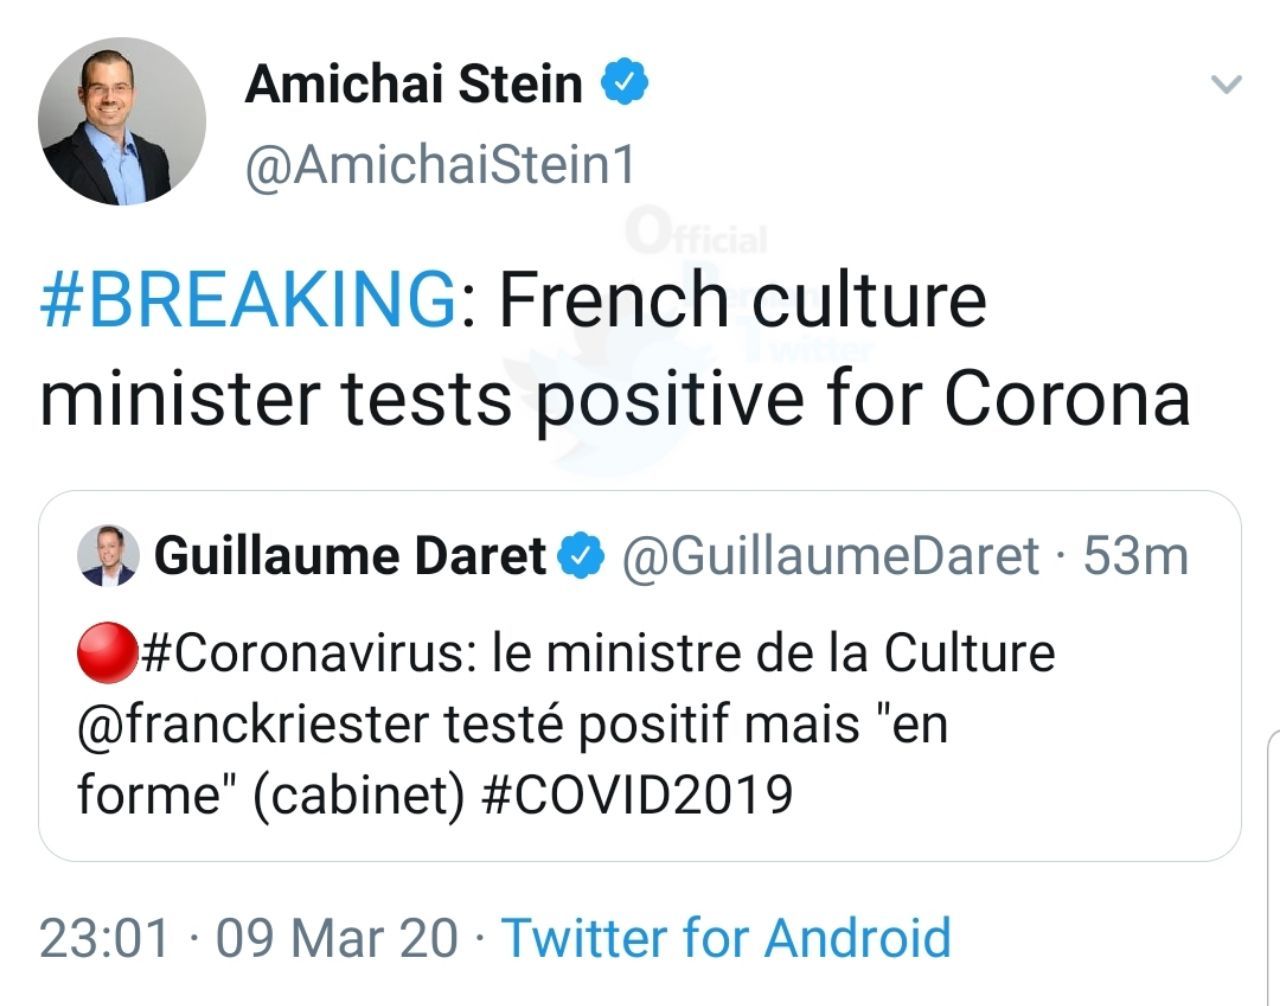 Amichai Stein
@AmichaiStein1
Official
Persian
Twitter
#BREAKING: French culture
minister tests positive for Corona
Guillaume Daret @GuillaumeDaret · 53m
🔴#Coronavirus: le ministre de la Culture
@franckriester testé positif mais "en
forme" (cabinet) #COVID2019
23:01 · 09 Mar 20 · Twitter for Android